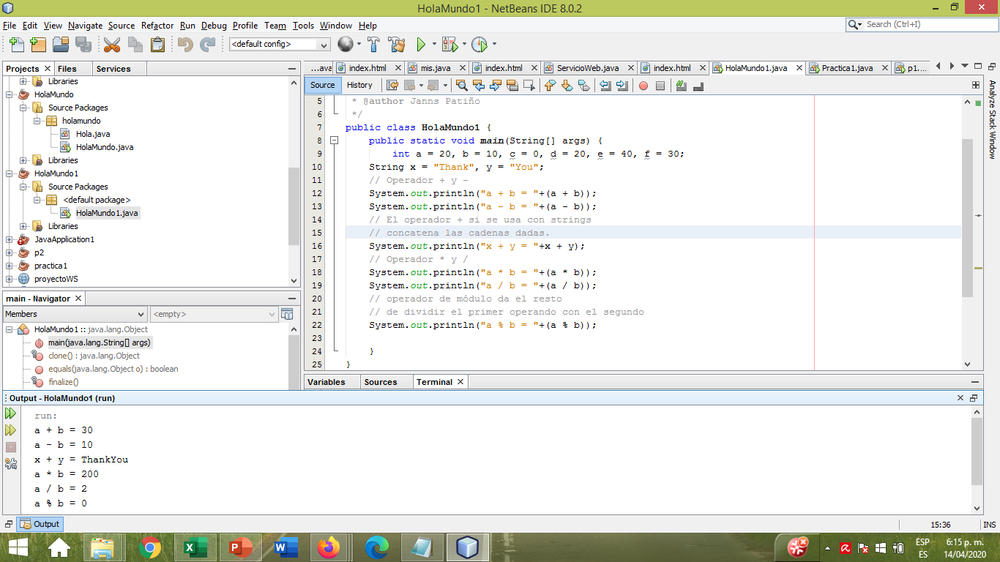 HolaMundo1 - NetBeans IDE 8.0.2
File Edit View Navigate Source Refactor Run Debug Profile Team Tools Window Help
Search (Ctrl+I)
<default config>
Projects Files Services
Libraries
HolaMundo
Source Packages
holamundo
Hola.java
HolaMundo.java
Libraries
HolaMundo1
Source Packages
<default package>
HolaMundo1.java
Libraries
JavaApplication1
p2
practica1
proyectoWS
main - Navigator
Members <empty>
HolaMundo1 :: java.lang.Object
main(java.lang.String[] args)
clone() : java.lang.Object
equals(java.lang.Object o) : boolean
finalize()
...ava index.html mis.java index.html ServicioWeb.java index.html HolaMundo1.java Practica1.java p1....
Source History
5 * @author Janns Patiño
6 */
7 public class HolaMundo1 {
8 public static void main(String[] args) {
9 int a = 20, b = 10, c = 0, d = 20, e = 40, f = 30;
10 String x = "Thank", y = "You";
11 // Operador + y -
12 System.out.println("a + b = "+(a + b));
13 System.out.println("a - b = "+(a - b));
14 // El operador + si se usa con strings
15 // concatena las cadenas dadas.
16 System.out.println("x + y = "+x + y);
17 // Operador * y /
18 System.out.println("a * b = "+(a * b));
19 System.out.println("a / b = "+(a / b));
20 // operador de módulo da el resto
21 // de dividir el primer operando con el segundo
22 System.out.println("a % b = "+(a % b));
23
24 }
25 }
Analyze Stack Window
Variables Sources Terminal
Output - HolaMundo1 (run)
run:
a + b = 30
a - b = 10
x + y = ThankYou
a * b = 200
a / b = 2
a % b = 0
Output
15:36 INS
ESP 6:15 p. m.
ES 14/04/2020